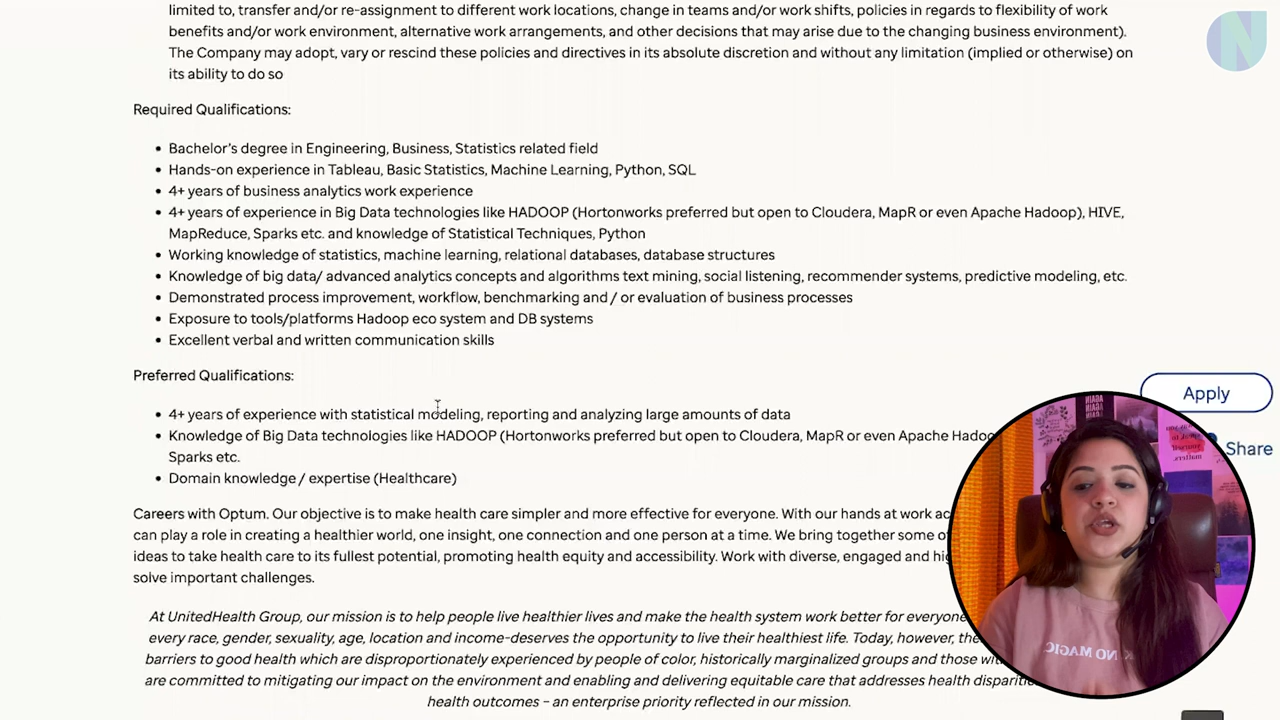 limited to, transfer and/or re-assignment to different work locations, change in teams and/or work shifts, policies in regards to flexibility of work
benefits and/or work environment, alternative work arrangements, and other decisions that may arise due to the changing business environment).
The Company may adopt, vary or rescind these policies and directives in its absolute discretion and without any limitation (implied or otherwise) on
its ability to do so
Required Qualifications:
• Bachelor's degree in Engineering, Business, Statistics related field
• Hands-on experience in Tableau, Basic Statistics, Machine Learning, Python, SQL
• 4+ years of business analytics work experience
• 4+ years of experience in Big Data technologies like HADOOP (Hortonworks preferred but open to Cloudera, MapR or even Apache Hadoop), HIVE,
MapReduce, Sparks etc. and knowledge of Statistical Techniques, Python
• Working knowledge of statistics, machine learning, relational databases, database structures
• Knowledge of big data/ advanced analytics concepts and algorithms text mining, social listening, recommender systems, predictive modeling, etc.
• Demonstrated process improvement, workflow, benchmarking and / or evaluation of business processes
• Exposure to tools/platforms Hadoop eco system and DB systems
• Excellent verbal and written communication skills
Preferred Qualifications:
• 4+ years of experience with statistical modeling, reporting and analyzing large amounts of data
• Knowledge of Big Data technologies like HADOOP (Hortonworks preferred but open to Cloudera, MapR or even Apache
Sparks etc.
• Domain knowledge / expertise (Healthcare)
Apply
Share
Careers with Optum. Our objective is to make health care simpler and more effective for everyone. With our hands at work
can play a role in creating a healthier world, one insight, one connection and one person at a time. We bring together some
ideas to take health care to its fullest potential, promoting health equity and accessibility. Work with diverse, engaged and
solve important challenges.
At UnitedHealth Group, our mission is to help people live healthier lives and make the health system work better for everyone
every race, gender, sexuality, age, location and income-deserves the opportunity to live their healthiest life. Today, however,
barriers to good health which are disproportionately experienced by people of color, historically marginalized groups and those
are committed to mitigating our impact on the environment and enabling and delivering equitable care that addresses health
health outcomes – an enterprise priority reflected in our mission.
NO MAGIC